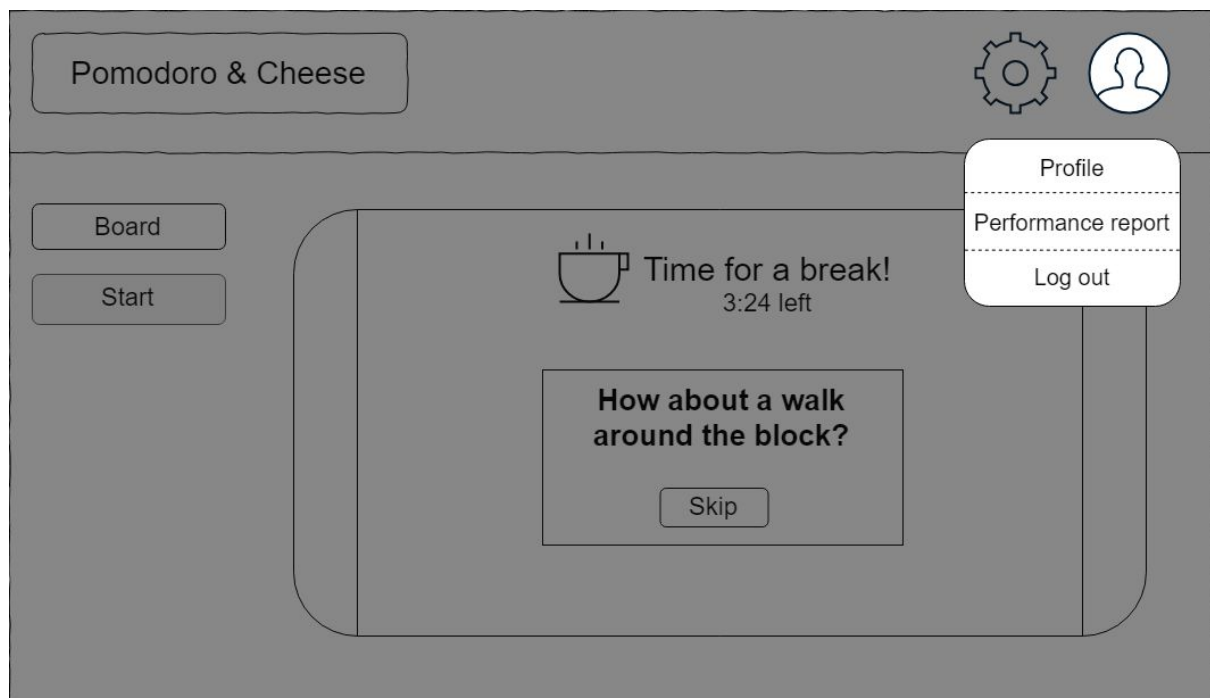 Pomodoro & Cheese
Profile
Performance report
Log out
Board
Start
Time for a break!
3:24 left
How about a walk
around the block?
Skip